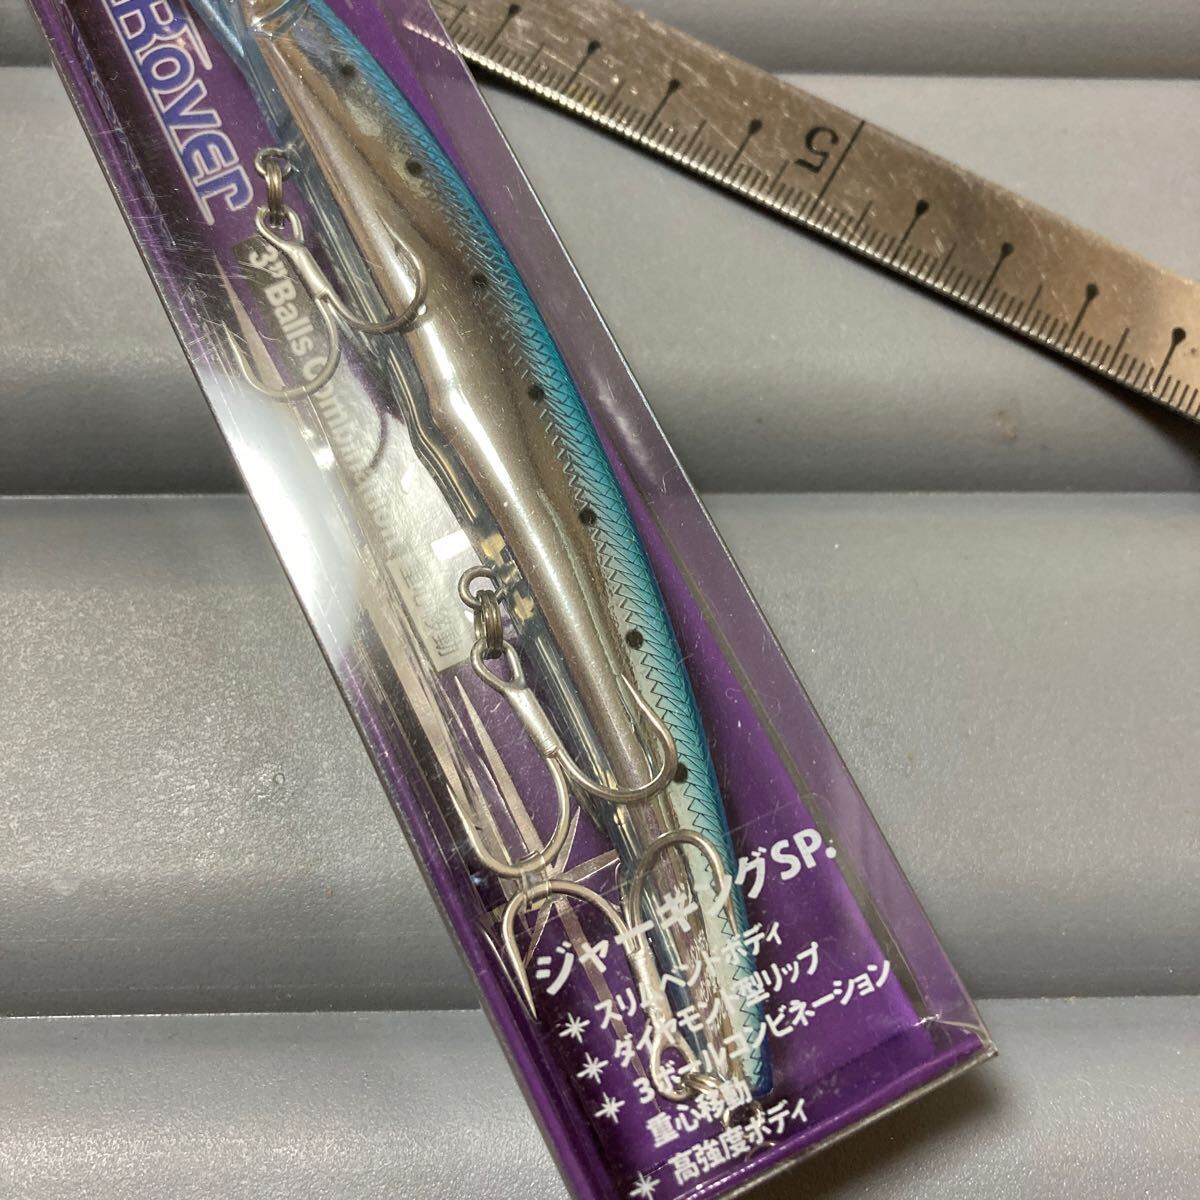 ROVER
3" Balls Combination
5
ジャーキングSP.
* スリムベントボディ
* ダイヤモンド型リップ
* 3ボールコンビネーション
重心移動
* 高強度ボディ